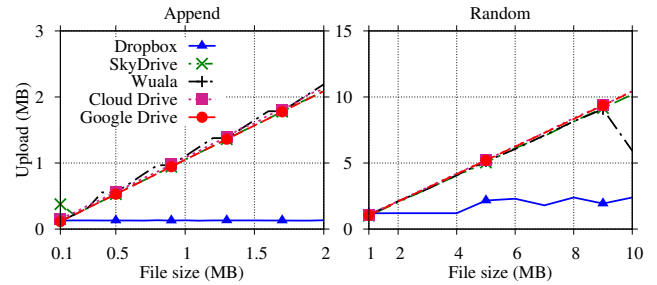 Append
Random
Upload (MB)
3
2
1
0
Dropbox
SkyDrive
Wuala
Cloud Drive
Google Drive
0.1 0.5 1 1.5 2
File size (MB)
15
10
5
0
1 2 4 6 8 10
File size (MB)